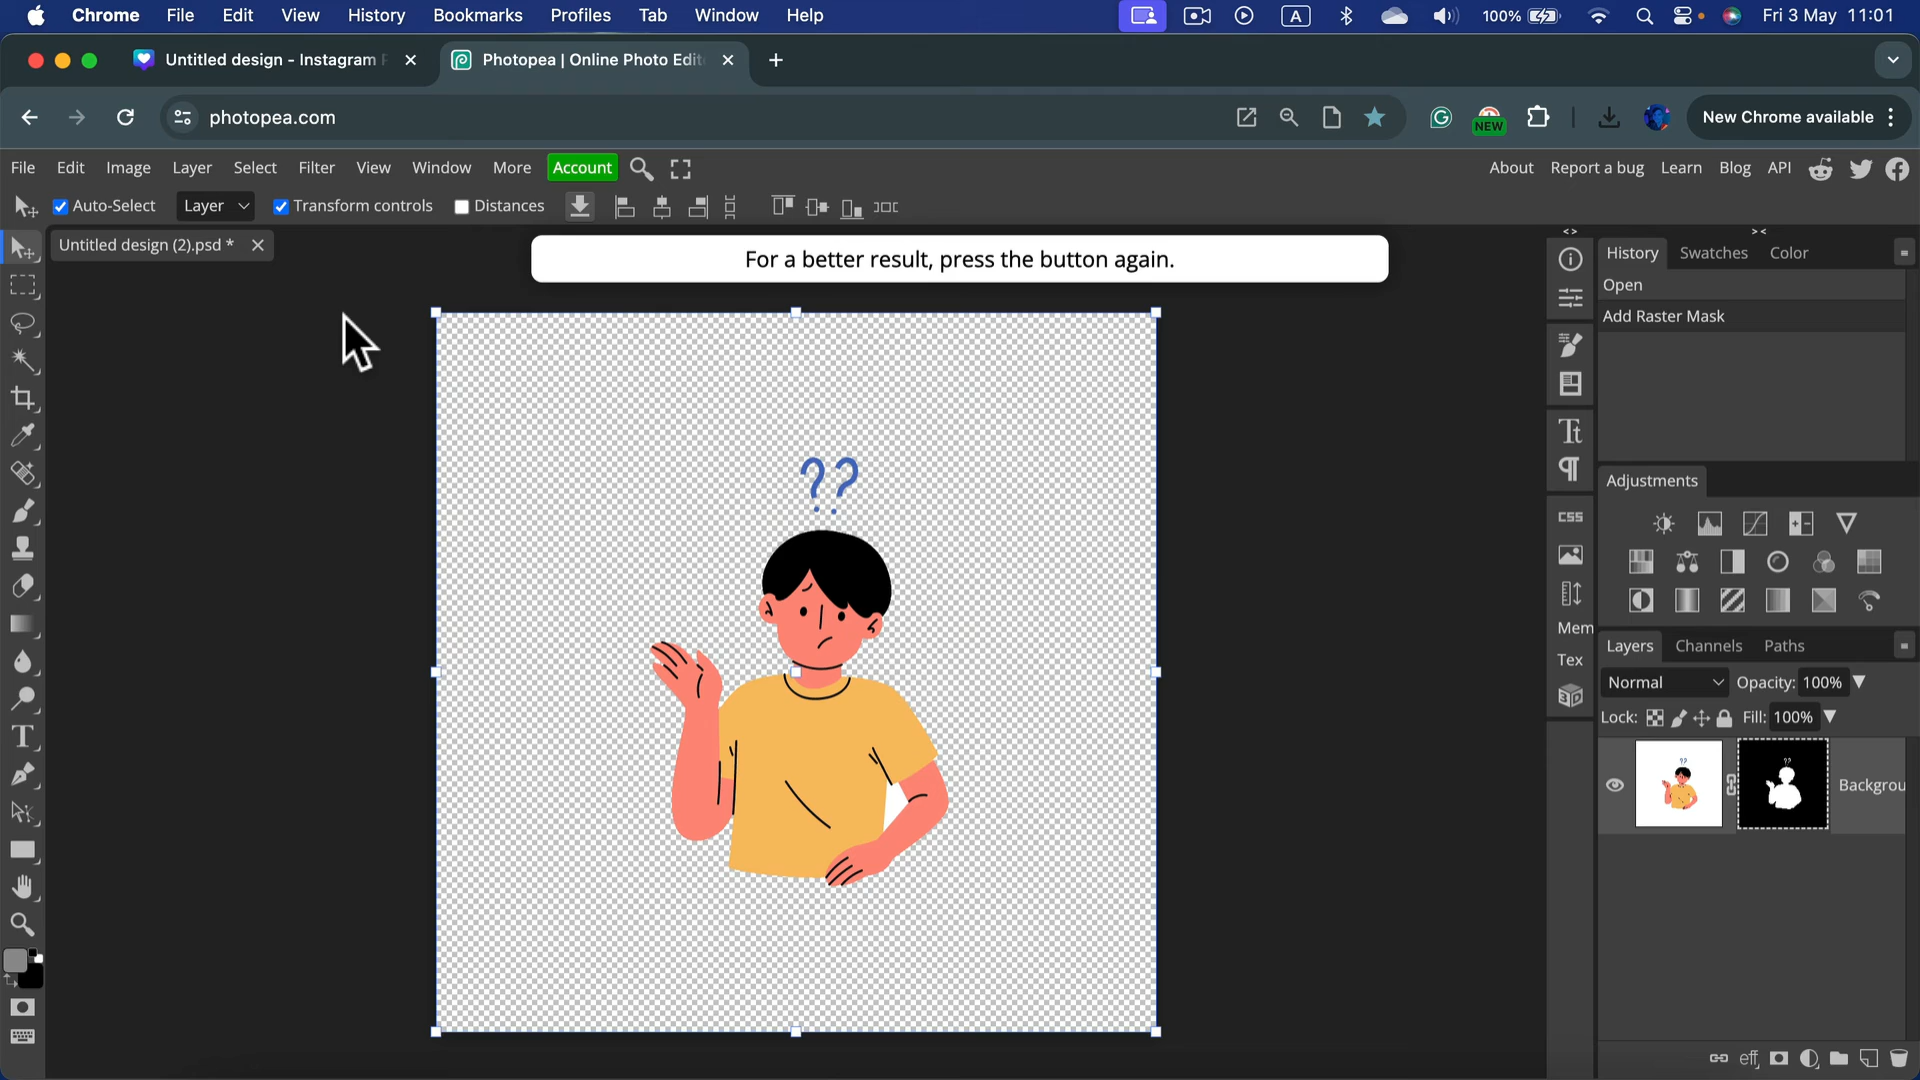 Chrome File Edit View History Bookmarks Profiles Tab Window Help A 100% Fri 3 May 11:01
Untitled design - Instagram
Photopea | Online Photo Edit
photopea.com
NEW
New Chrome available
File Edit Image Layer Select Filter View Window More Account
About Report a bug Learn Blog API
Auto-Select Layer Transform controls Distances
Untitled design (2).psd *
For a better result, press the button again.
History Swatches Color
Open
Add Raster Mask
??
Tt
CSS
Mem
Tex
3D
Adjustments
Layers Channels Paths
Normal Opacity: 100%
Lock: Fill: 100%
??
??
Backgrou
T
eff